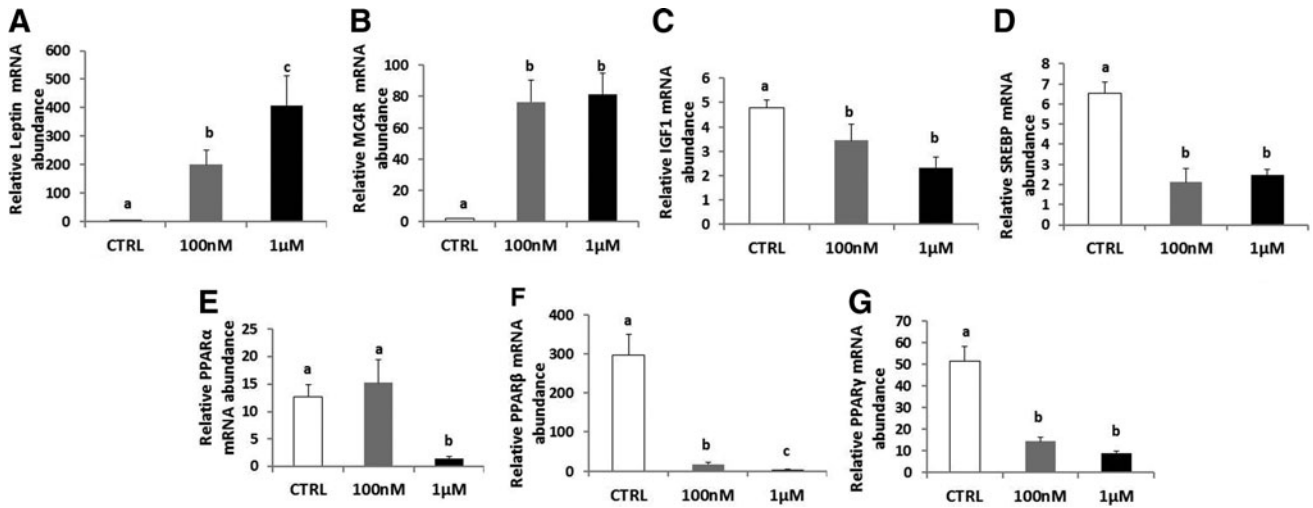 A
Relative Leptin mRNA
abundance
600
500
400
300
200
100
0
a
b
c
CTRL
100nM
1μM
B
Relative MC4R mRNA
abundance
100
80
60
40
20
0
a
b
b
CTRL
100nM
1μM
C
Relative IGF1 mRNA
abundance
6
5
4
3
2
1
0
a
b
b
CTRL
100nM
1μM
D
Relative SREBP mRNA
abundance
8
7
6
5
4
3
2
1
0
a
b
b
CTRL
100nM
1μM
E
Relative PPARα
mRNA abundance
25
20
15
10
5
0
a
a
b
CTRL
100nM
1μM
F
Relative PPARβ mRNA
abundance
400
300
200
100
0
a
b
c
CTRL
100nM
1μM
G
Relative PPARγ mRNA
abundance
70
60
50
40
30
20
10
0
a
b
b
CTRL
100nM
1μM